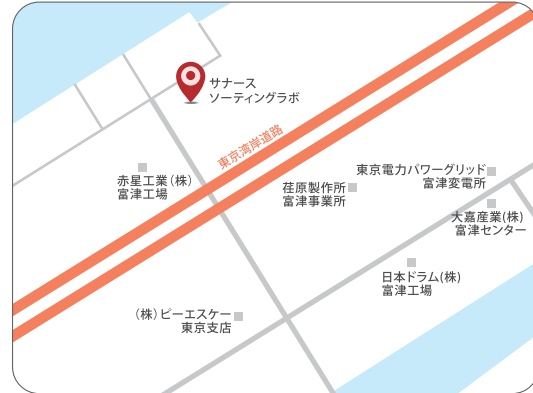 サナース
ソーティングラボ
東京湾岸道路
赤星工業(株)
富津工場
荏原製作所
富津事業所
東京電力パワーグリッド
富津変電所
大嘉産業(株)
富津センター
日本ドラム(株)
富津工場
(株)ピーエスケー
東京支店